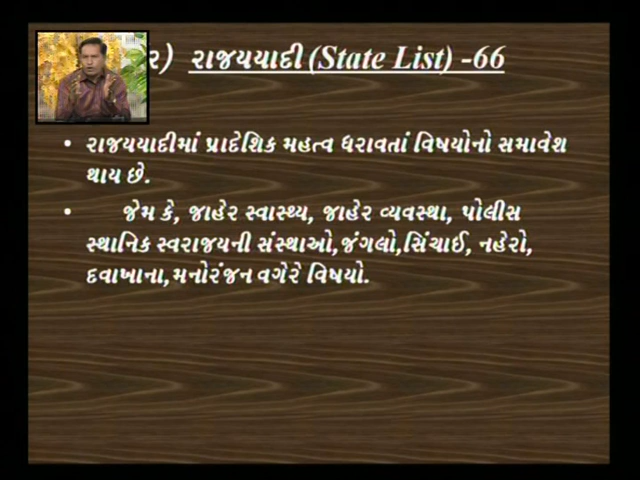 ૨) રાજયયાદી (State List) -66
• રાજયયાદીમાં પ્રાદેશિક મહત્વ ધરાવતાં વિષયોનો સમાવેશ
થાય છે.
• જેમ કે, જાહેર સ્વાસ્થ્ય, જાહેર વ્યવસ્થા, પોલીસ
સ્થાનિક સ્વરાજયની સંસ્થાઓ,જંગલો,સિંચાઈ, નહેરો,
દવાખાના,મનોરંજન વગેરે વિષયો.